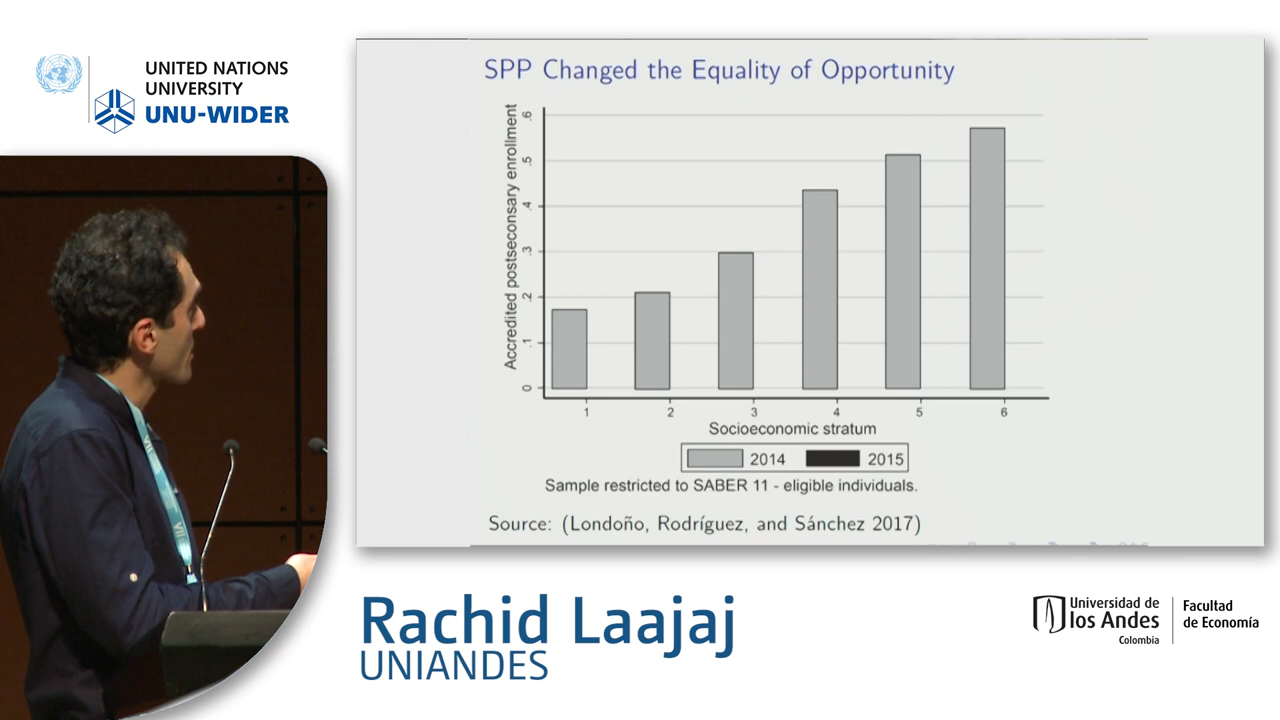 UNITED NATIONS
UNIVERSITY
UNU-WIDER
SPP Changed the Equality of Opportunity
Accredited postseconsary enrollment
.6
.5
.4
.3
.2
.1
0
1 2 3 4 5 6
Socioeconomic stratum
2014 2015
Sample restricted to SABER 11 - eligible individuals.
Source: (Londoño, Rodríguez, and Sánchez 2017)
Rachid Laajaj
UNIANDES
Universidad de
los Andes
Colombia
Facultad
de Economía